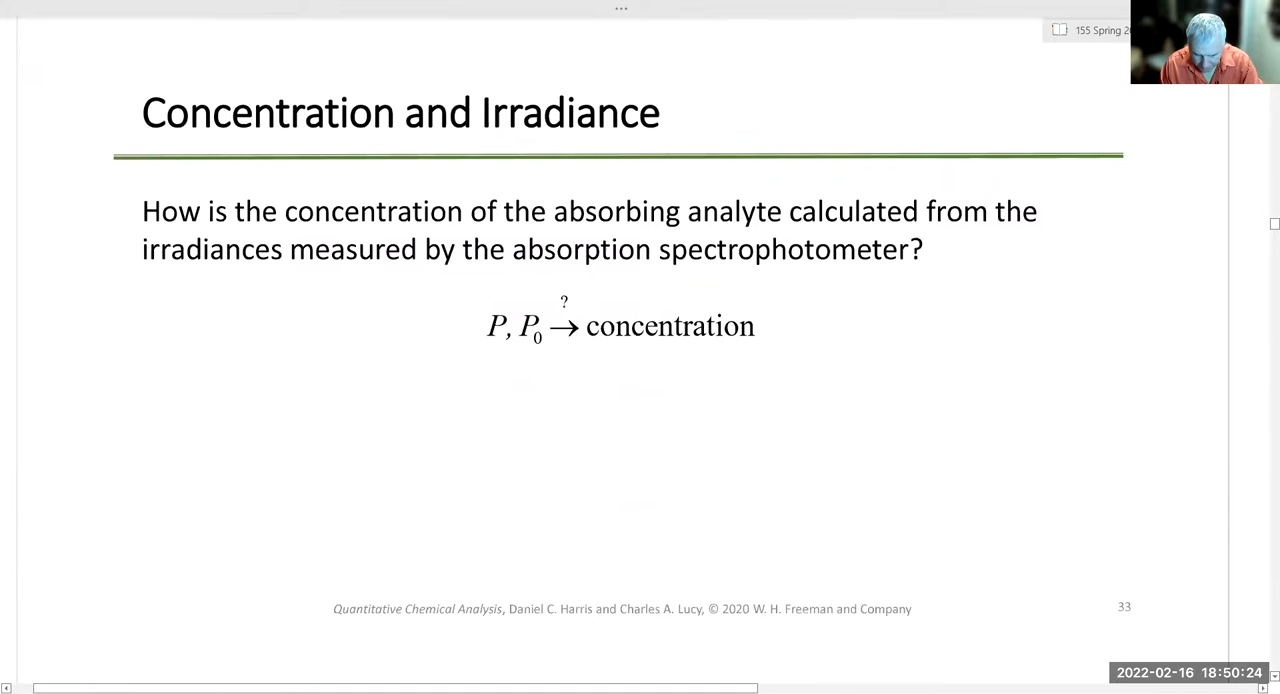 ...
155 Spring 20
Concentration and Irradiance
How is the concentration of the absorbing analyte calculated from the
irradiances measured by the absorption spectrophotometer?
?
P, P0 → concentration
Quantitative Chemical Analysis, Daniel C. Harris and Charles A. Lucy, © 2020 W. H. Freeman and Company
33
2022-02-16 18:50:24